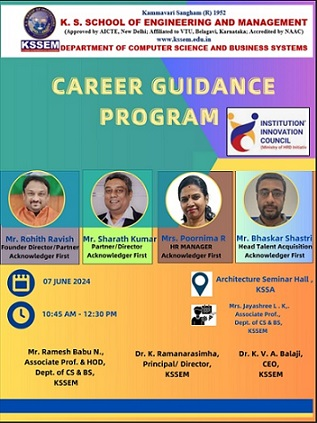 Kammavari Sangham (R) 1952
K. S. SCHOOL OF ENGINEERING AND MANAGEMENT
(Approved by AICTE, New Delhi; Affiliated to VTU, Belagavi, Karnataka; Accredited by NAAC)
www.kssem.edu.in
KSSEM
DEPARTMENT OF COMPUTER SCIENCE AND BUSINESS SYSTEMS
CAREER GUIDANCE
PROGRAM
INSTITUTION'S
INNOVATION
COUNCIL
(Ministry of HRD Initiative)
Mr. Rohith Ravish
Founder Director/Partner
Acknowledger First
Mr. Sharath Kumar
Partner/Director
Acknowledger First
Mrs. Poornima R
HR MANAGER
Acknowledger First
Mr. Bhaskar Shastri
Head Talent Acquisition
Acknowledger First
07 JUNE 2024
Architecture Seminar Hall ,
KSSA
10:45 AM - 12:30 PM
Mrs. Jayashree L . K,.
Associate Prof.,
Dept. of CS & BS,
KSSEM
Mr. Ramesh Babu N.,
Associate Prof. & HOD,
Dept. of CS & BS,
KSSEM
Dr. K. Ramanarasimha,
Principal/ Director,
KSSEM
Dr. K. V. A. Balaji,
CEO,
KSSEM